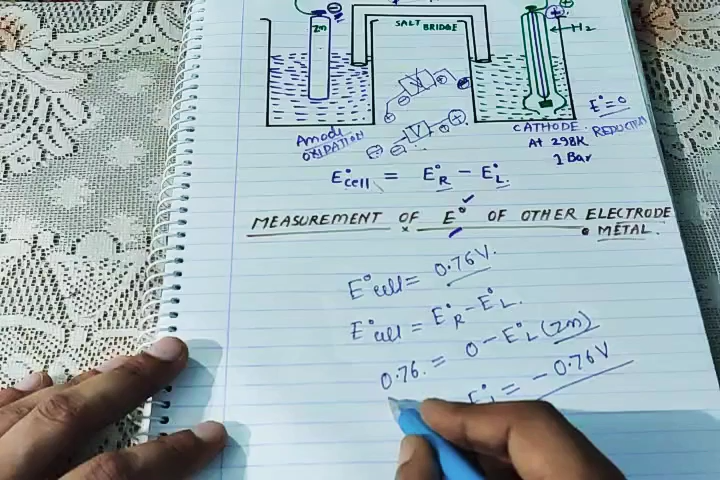 Zn
SALT BRIDGE
H2
V
E°=0
Anode
OXIDATION
CATHODE. REDUCTION
At 298K
1 Bar
E°cell = E°R - E°L.
MEASUREMENT OF E° OF OTHER ELECTRODE
METAL.
E°cell = 0.76V.
E°cell = E°R - E°L.
0.76. = 0 - E°L (Zn)
= - 0.76V